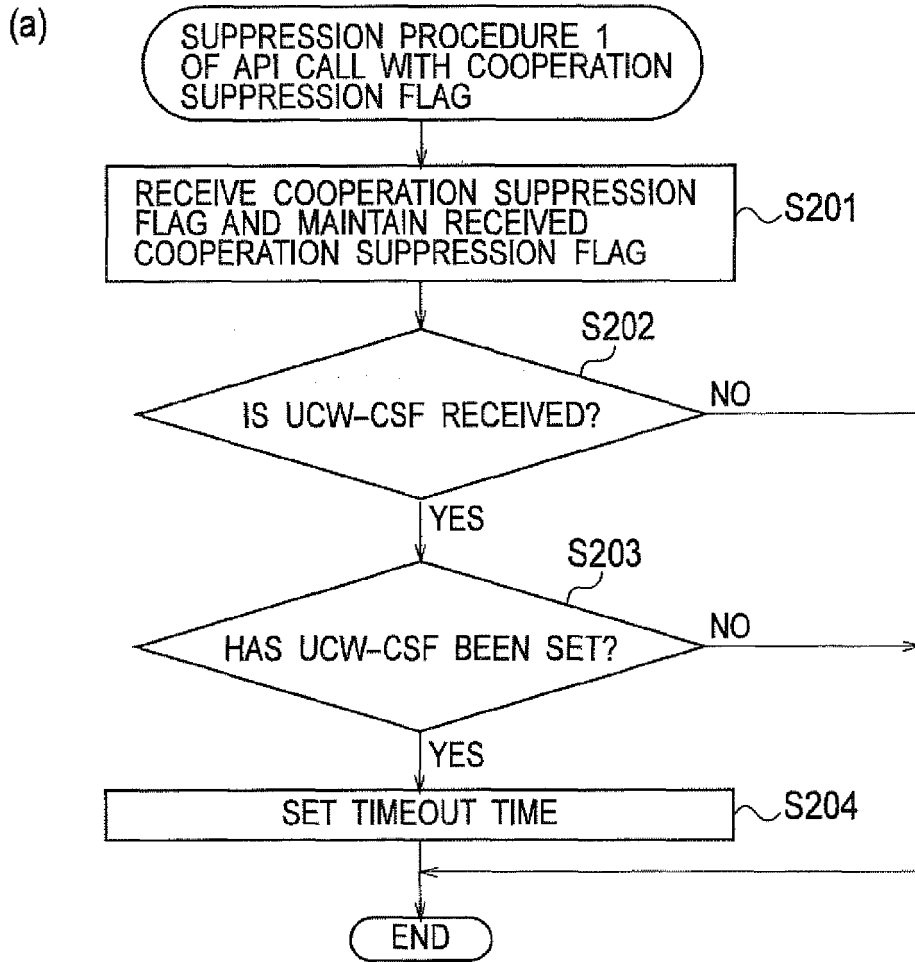 (a)
SUPPRESSION PROCEDURE 1
OF API CALL WITH COOPERATION
SUPPRESSION FLAG
RECEIVE COOPERATION SUPPRESSION
FLAG AND MAINTAIN RECEIVED
COOPERATION SUPPRESSION FLAG
S201
S202
IS UCW-CSF RECEIVED?
NO
YES
S203
HAS UCW-CSF BEEN SET?
NO
YES
SET TIMEOUT TIME
S204
END